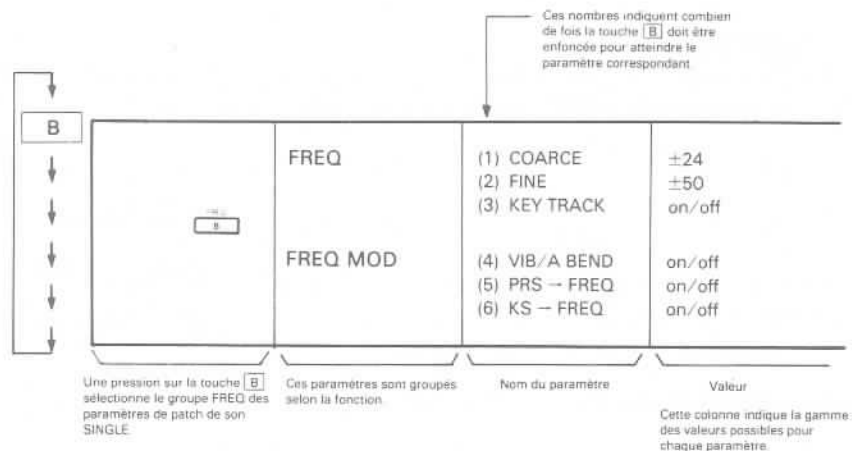 Ces nombres indiquent combien
de fois la touche B doit être
enfoncée pour atteindre le
paramètre correspondant
B
FREQ
(1) COARCE
±24
(2) FINE
±50
(3) KEY TRACK
on/off
B
FREQ MOD
(4) VIB/A BEND
on/off
(5) PRS → FREQ
on/off
(6) KS → FREQ
on/off
Une pression sur la touche B
sélectionne le groupe FREQ des
paramètres de patch de son
SINGLE
Ces paramètres sont groupés
selon la fonction.
Nom du paramètre
Valeur
Cette colonne indique la gamme
des valeurs possibles pour
chaque paramètre.